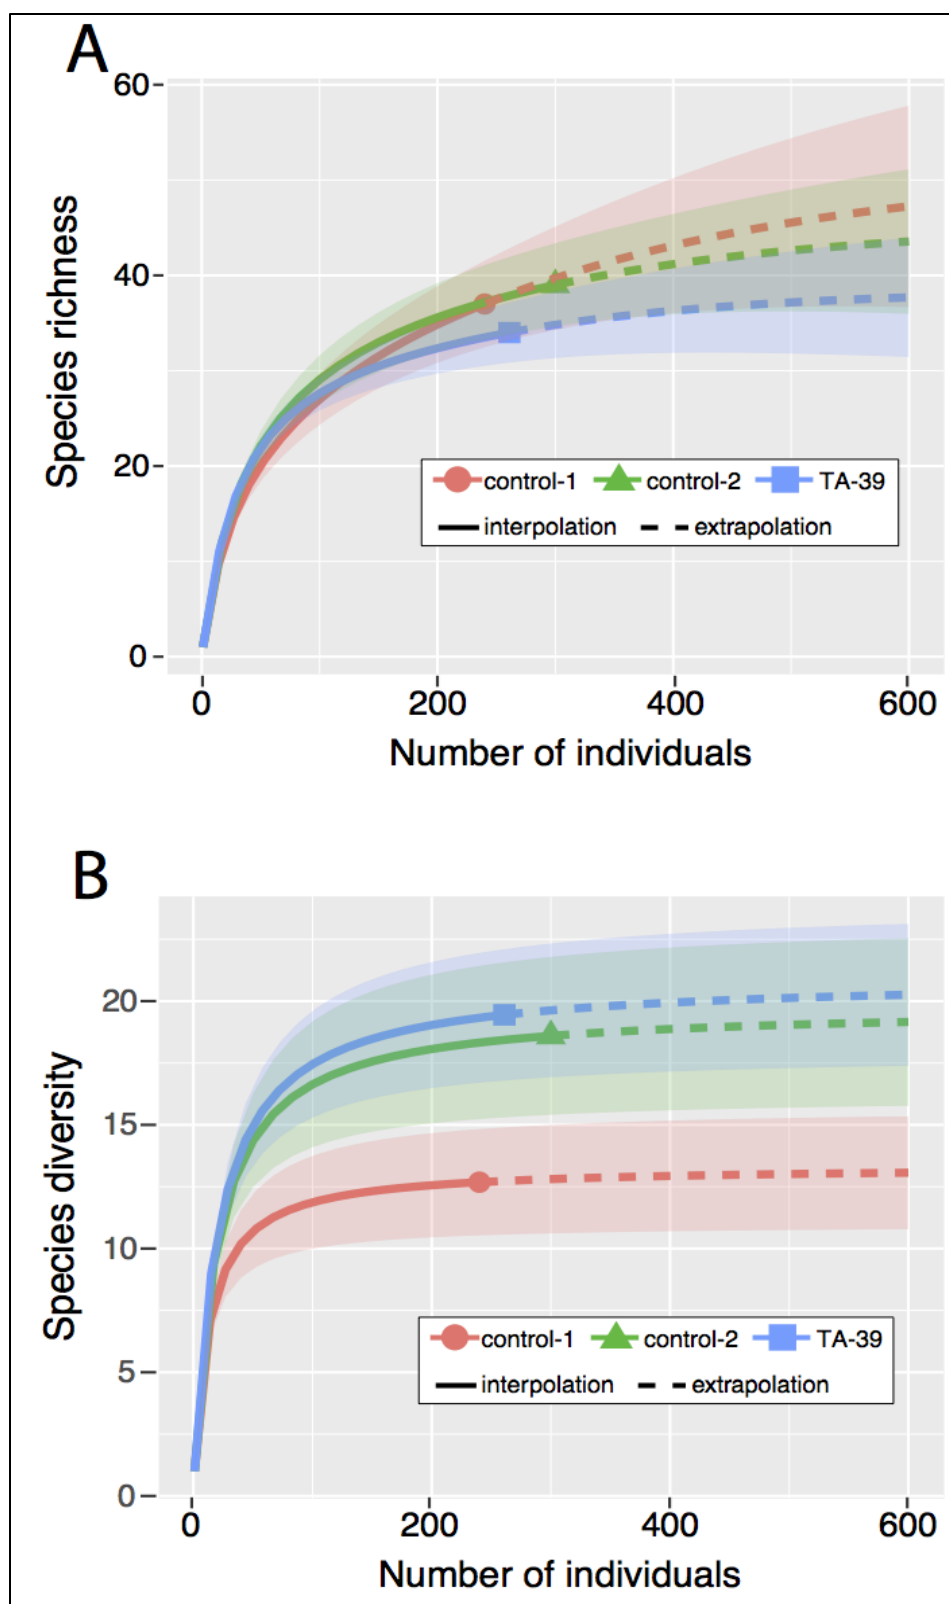 A
60
40
20
0
Species richness
control-1 control-2 TA-39
interpolation extrapolation
0 200 400 600
Number of individuals
B
20
15
10
5
0
Species diversity
control-1 control-2 TA-39
interpolation extrapolation
0 200 400 600
Number of individuals